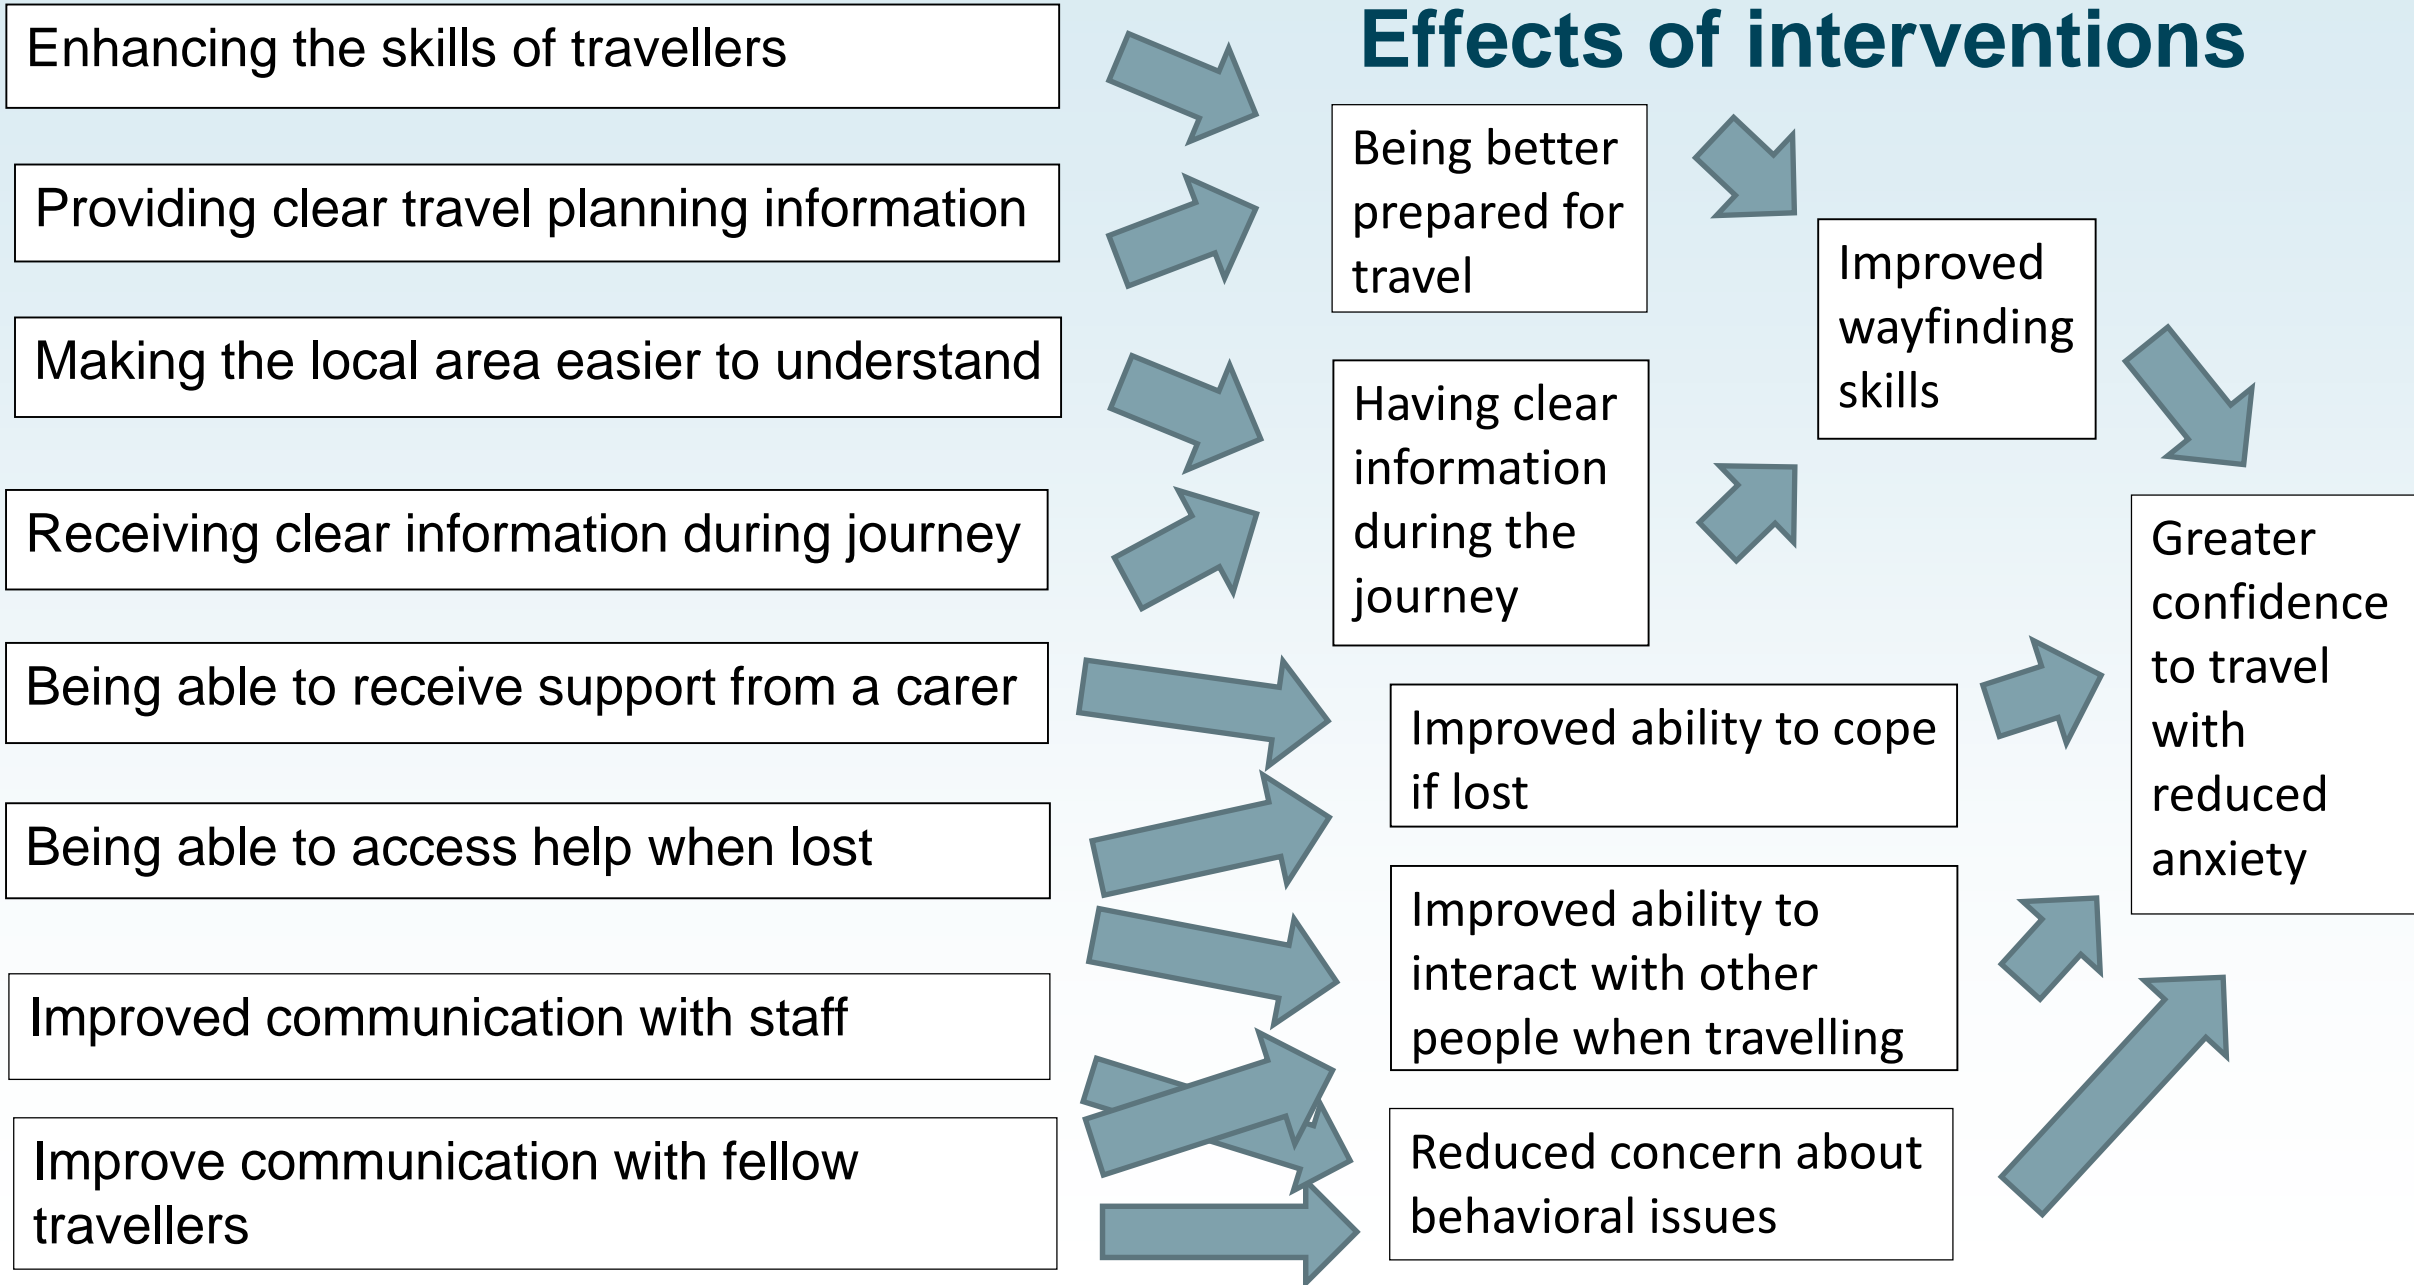 Effects of interventions
Enhancing the skills of travellers
Providing clear travel planning information
Making the local area easier to understand
Receiving clear information during journey
Being able to receive support from a carer
Being able to access help when lost
Improved communication with staff
Improve communication with fellow
travellers
Being better
prepared for
travel
Having clear
information
during the
journey
Improved ability to cope
if lost
Improved ability to
interact with other
people when travelling
Reduced concern about
behavioral issues
Improved
wayfinding
skills
Greater
confidence
to travel
with
reduced
anxiety